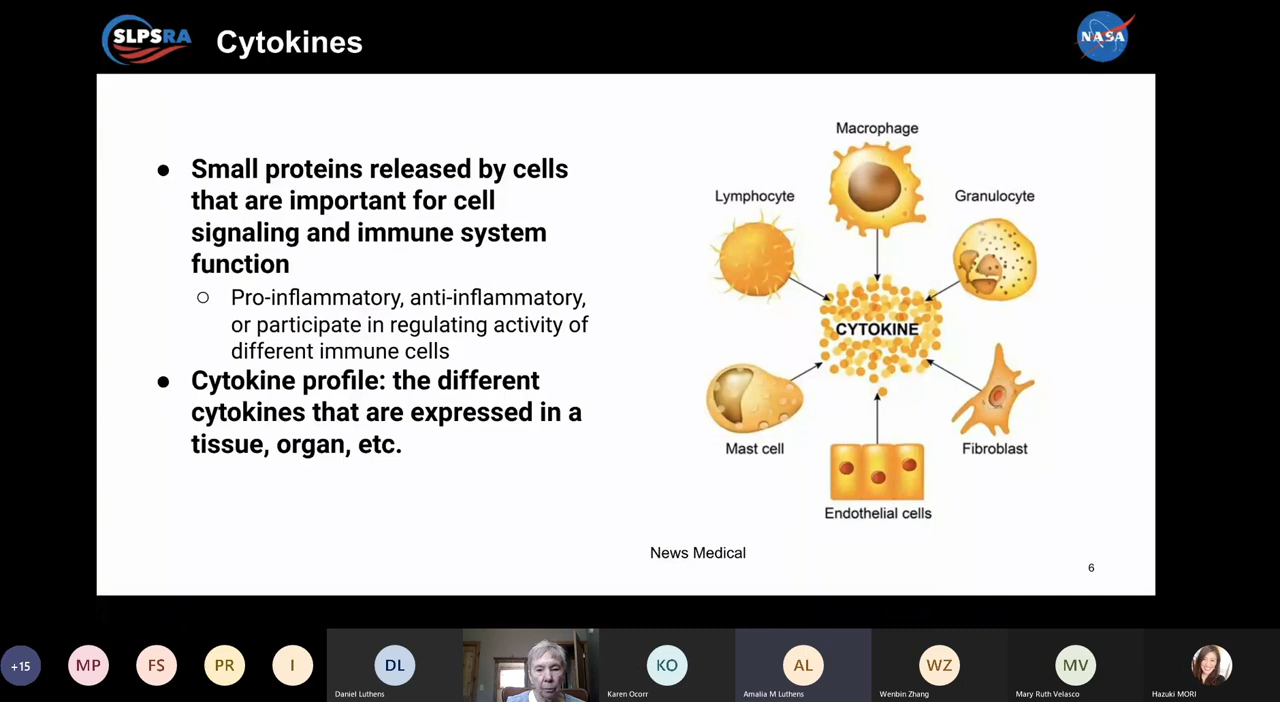 SLPSRA
Cytokines
NASA
● Small proteins released by cells
that are important for cell
signaling and immune system
function
○ Pro-inflammatory, anti-inflammatory,
or participate in regulating activity of
different immune cells
● Cytokine profile: the different
cytokines that are expressed in a
tissue, organ, etc.
Macrophage
Lymphocyte
Granulocyte
CYTOKINE
Mast cell
Fibroblast
Endothelial cells
News Medical
6
+15
MP
FS
PR
I
DL
Daniel Luthens
KO
Karen Ocorr
AL
Amalia M Luthens
WZ
Wenbin Zhang
MV
Mary Ruth Velasco
Hazuki MORI